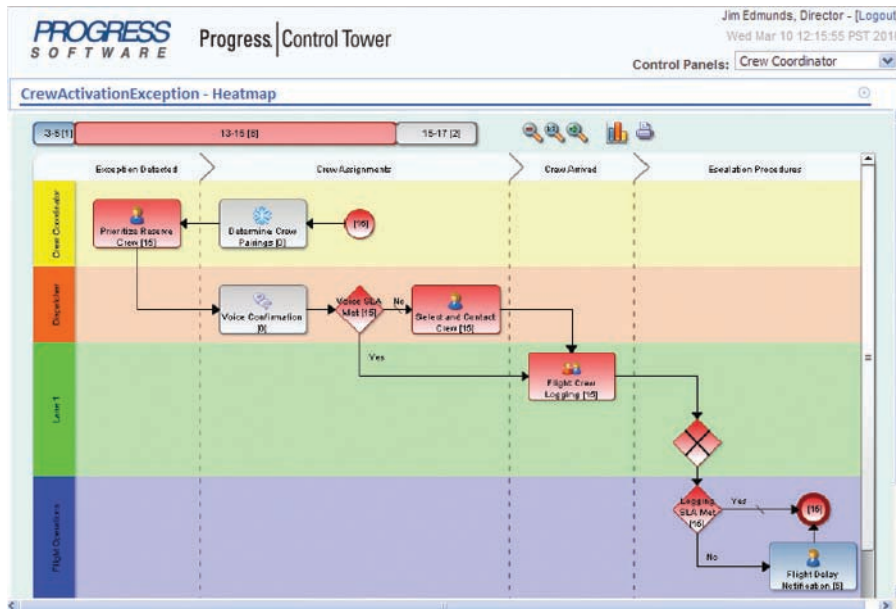 PROGRESS
SOFTWARE
Progress | Control Tower
Jim Edmunds, Director - [Logout
Wed Mar 10 12:15:55 PST 201
Control Panels: Crew Coordinator
CrewActivationException - Heatmap
3-5 [1]
13-15 [8]
15-17 [2]
Exception Detected
Crew Assignments
Crew Arrived
Escalation Procedures
Crew Coordinator
Prioritize Reserve
Crew [15]
Determine Crew
Pairings [0]
[15]
Dispatcher
Voice Confirmation
[0]
Voice SLA
Met [15]
No
Select and Contact
Crew [15]
Yes
Lane 1
Flight Crew
Logging [15]
Flight Operations
Logging
SLA Met
[15]
Yes
[15]
No
Flight Delay
Notification [5]